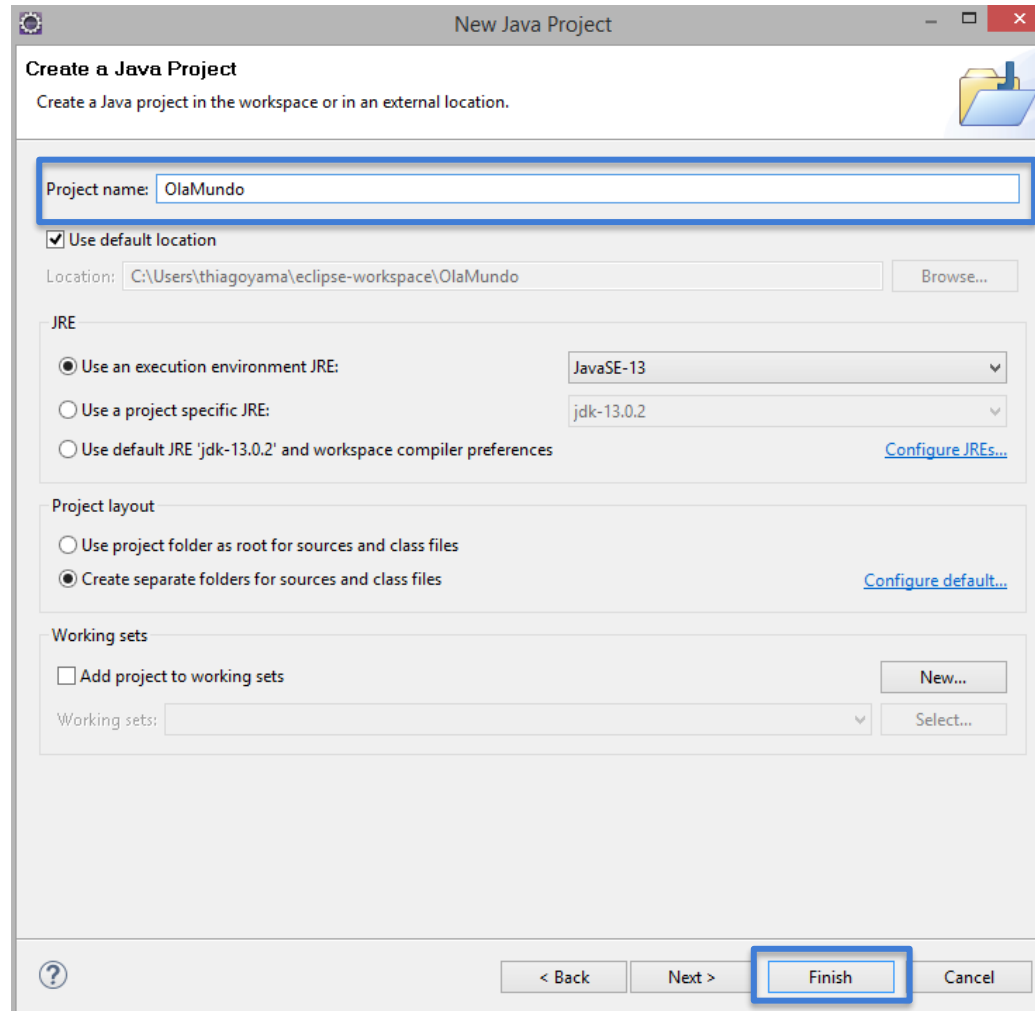 New Java Project
Create a Java Project
Create a Java project in the workspace or in an external location.
Project name: OlaMundo
Use default location
Location: C:\Users\thiagoyama\eclipse-workspace\OlaMundo Browse...
JRE
Use an execution environment JRE: JavaSE-13
Use a project specific JRE: jdk-13.0.2
Use default JRE 'jdk-13.0.2' and workspace compiler preferences Configure JREs...
Project layout
Use project folder as root for sources and class files
Create separate folders for sources and class files Configure default...
Working sets
Add project to working sets New...
Working sets: Select...
? < Back Next > Finish Cancel